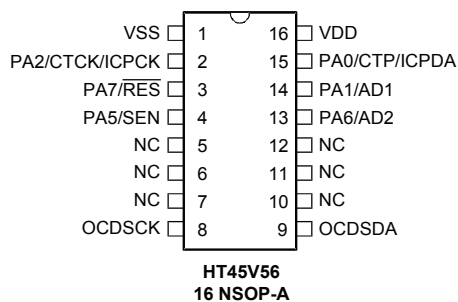 VSS 1 16 VDD
PA2/CTCK/ICPCK 2 15 PA0/CTP/ICPDA
PA7/RES 3 14 PA1/AD1
PA5/SEN 4 13 PA6/AD2
NC 5 12 NC
NC 6 11 NC
NC 7 10 NC
OCDSCK 8 9 OCDSDA
HT45V56
16 NSOP-A